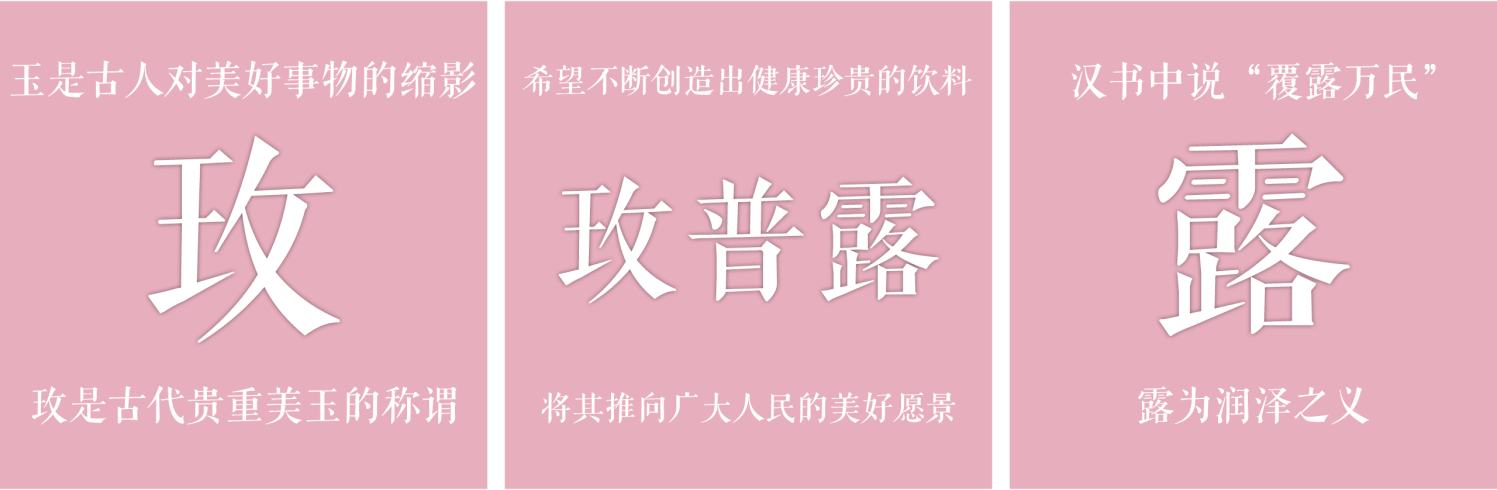 玉是古人对美好事物的缩影
玫
玫是古代贵重美玉的称谓
希望不断创造出健康珍贵的饮料
玫普露
将其推向广大人民的美好愿景
汉书中说“覆露万民”
露
露为润泽之义